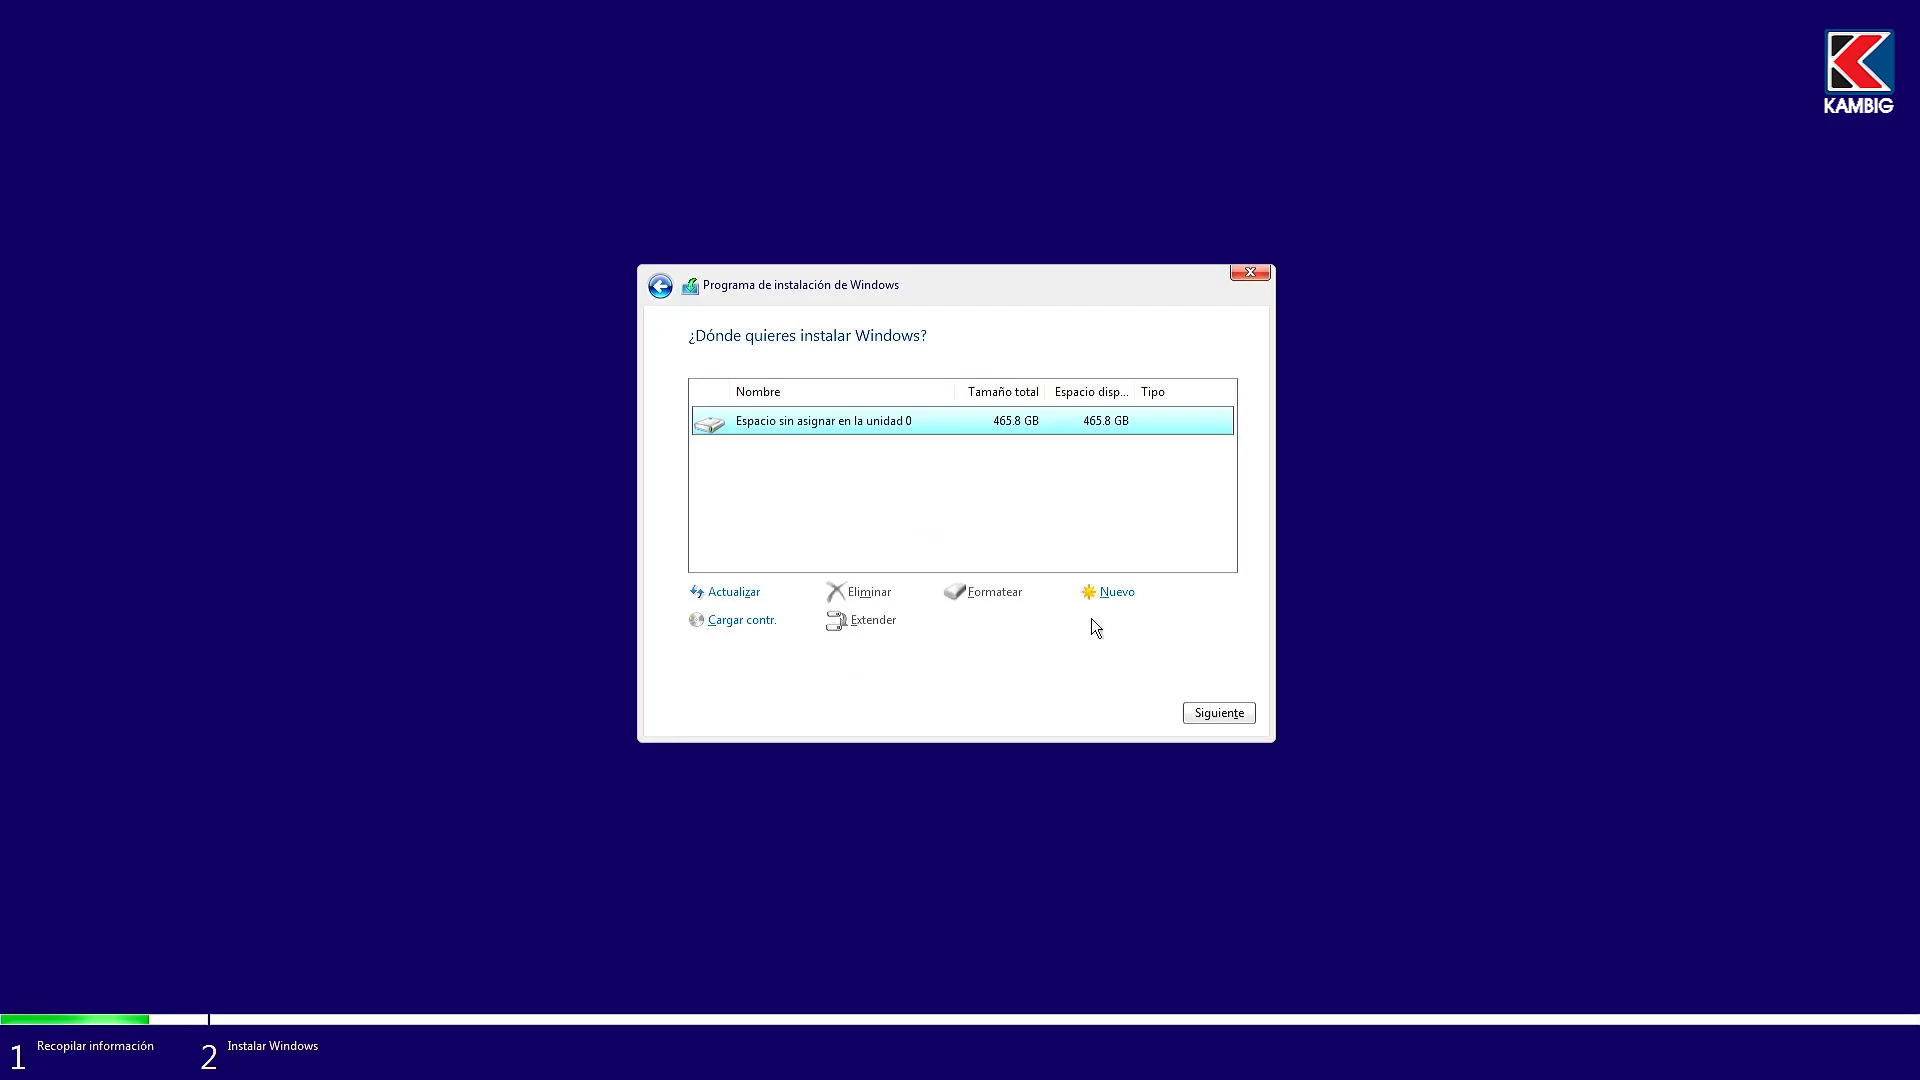 KAMBIG
Programa de instalación de Windows
¿Dónde quieres instalar Windows?
Nombre Tamaño total Espacio disp... Tipo
Espacio sin asignar en la unidad 0 465.8 GB 465.8 GB
Actualizar Eliminar Formatear Nuevo
Cargar contr. Extender
Siguiente
1 Recopilar información 2 Instalar Windows